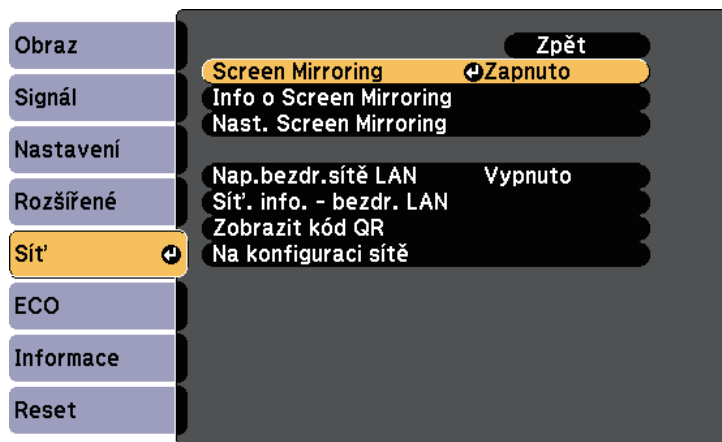 Obraz
Signál
Nastavení
Rozšířené
Síť
ECO
Informace
Reset
Zpět
Screen Mirroring Zapnuto
Info o Screen Mirroring
Nast. Screen Mirroring
Nap.bezdr.sítě LAN Vypnuto
Síť. info. - bezdr. LAN
Zobrazit kód QR
Na konfiguraci sítě